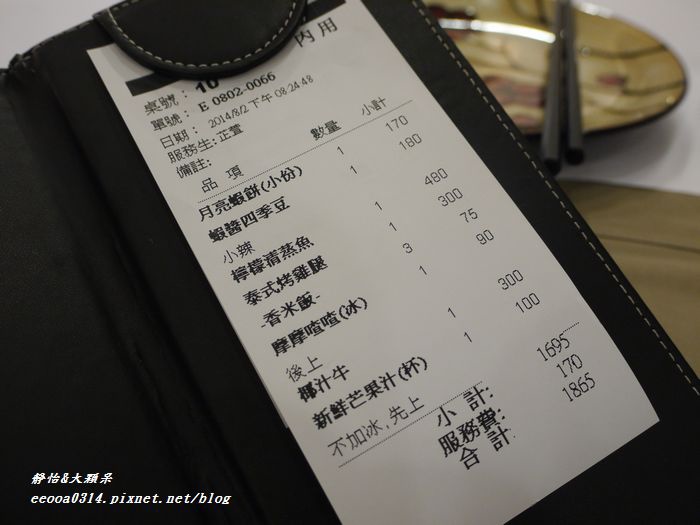 內用
桌號: 10
單號: E 0802-0066
日期: 2014/8/2 下午 08:24:48
服務生: 芷萱
備註:
品 項 數量 小計
月亮蝦餅(小份) 1 170
蝦醬四季豆 1 180
小辣
檸檬清蒸魚 1 480
泰式烤雞腿 1 300
-香米飯- 3 75
摩摩喳喳(冰) 1 90
後上
椰汁牛 1 300
新鮮芒果汁(杯) 1 100
不加冰,先上
小 計: 1695
服務費: 170
合 計: 1865
靜怡&大顆呆
eeooa0314.pixnet.net/blog